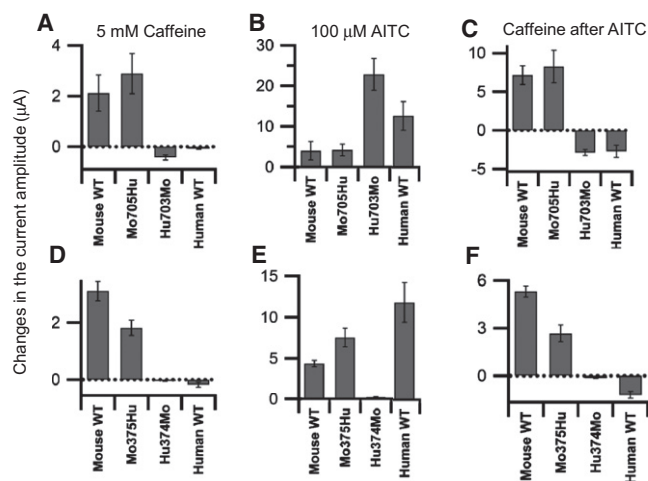 A 5 mM Caffeine
B 100 μM AITC
C Caffeine after AITC
Changes in the current amplitude (μA)
4
2
0
Mouse WT
Mo705Hu
Hu703Mo
Human WT
30
20
10
0
Mouse WT
Mo705Hu
Hu703Mo
Human WT
10
5
0
-5
Mouse WT
Mo705Hu
Hu703Mo
Human WT
D
2
0
Mouse WT
Mo375Hu
Hu374Mo
Human WT
E
15
10
5
0
Mouse WT
Mo375Hu
Hu374Mo
Human WT
F
6
3
0
Mouse WT
Mo375Hu
Hu374Mo
Human WT